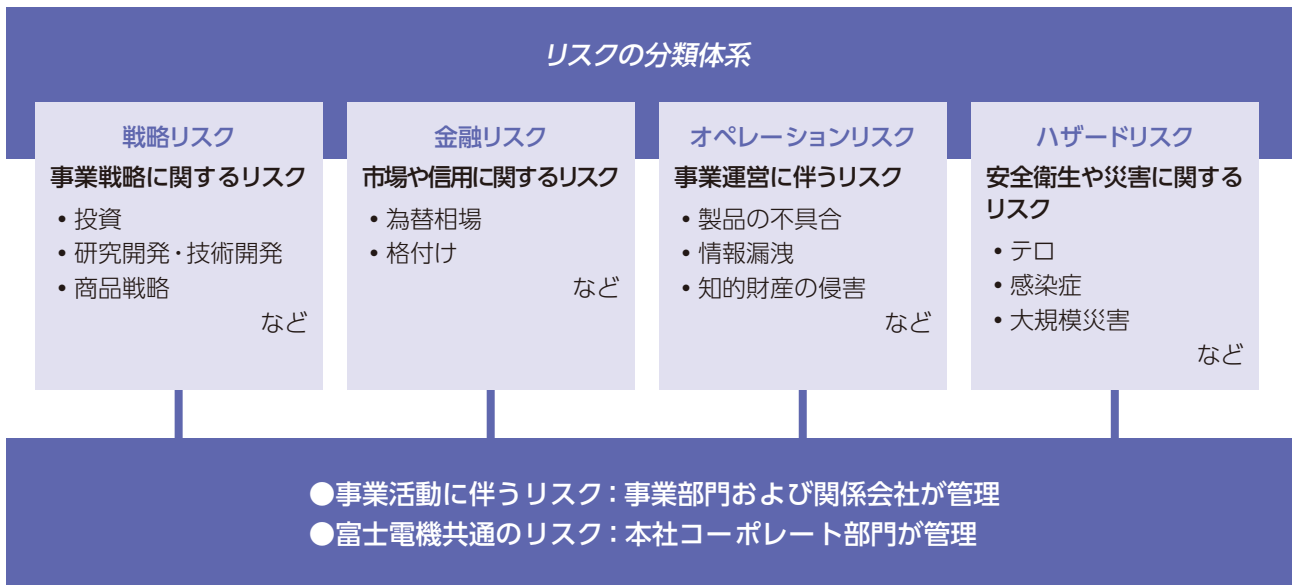 リスクの分類体系
戦略リスク
事業戦略に関するリスク
• 投資
• 研究開発・技術開発
• 商品戦略
など
金融リスク
市場や信用に関するリスク
• 為替相場
• 格付け
など
オペレーションリスク
事業運営に伴うリスク
• 製品の不具合
• 情報漏洩
• 知的財産の侵害
など
ハザードリスク
安全衛生や災害に関する
リスク
• テロ
• 感染症
• 大規模災害
など
●事業活動に伴うリスク：事業部門および関係会社が管理
●富士電機共通のリスク：本社コーポレート部門が管理